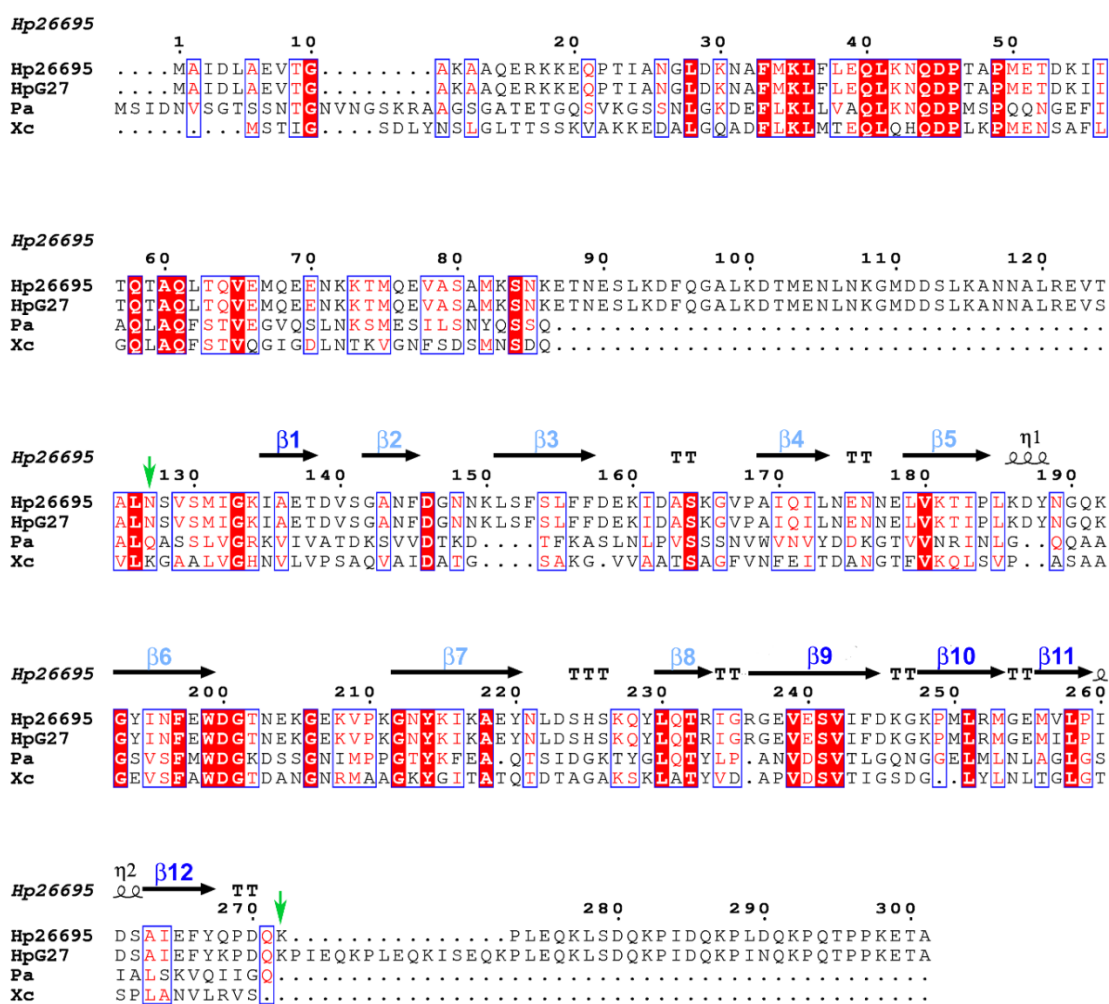 Hp26695
1 10 20 30 40 50
Hp26695 ....MAIDLAEVTG........AKAAQERKKEQPTIANGLDKNAFMKLFLEQLKNQDPTAPMETDKII
HpG27 ....MAIDLAEVTG........AKAAQERKKEQPTIANGLDKNAFMKLFLEQLKNQDPTAPMETDKII
Pa MSIDNVSGTSSNTGNVNGSKRAAGSGATETGQSVKGSSNLGKDEFLKLLVAQLKNQDPMSPQQNGEFI
Xc .........MSTIG....SDLYNSLGLTTSSKVAKKEDALGQADFLKLMTEQLQHQDPLKPMENSAFL
Hp26695
60 70 80 90 100 110 120
Hp26695 TQTAQLTQVEMQEENKKTMQEVASAMKSNKETNESLKDFQGALKDTMENLNKGMDDSLKANNALREVT
HpG27 TQTAQLTQVEMQEENKKTMQEVASAMKSNKETNESLKDFQGALKDTMENLNKGMDDSLKANNALREVS
Pa AQLAQFSTVEGVQSLNKSMESILSNYQSSQ......................................
Xc GQLAQFSTVQGIGDLNTKVGNFSDSMNSDQ......................................
β1 β2 β3 β4 β5 η1
Hp26695 TT TT
130 140 150 160 170 180 190
Hp26695 ALNSVSMIGKIAETDVSGANFDGNNKLSFSLFFDEKIDASKGVPAIQILNENNELVKTIPLKDYNGQK
HpG27 ALNSVSMIGKIAETDVSGANFDGNNKLSFSLFFDEKIDASKGVPAIQILNENNELVKTIPLKDYNGQK
Pa ALQASSLVGRKVIVATDKSVVDTKD....TFKASLNLPVSSSNVWVNVYDDKGTVVNRINLG..QQAA
Xc VLKGAALVGHNVLVPSAQVAIDATG....SAKG.VVAATSAGFVNFEITDANGTFVKQLSVP..ASAA
β6 β7 β8 β9 β10 β11
Hp26695 TTT TT TT TT
200 210 220 230 240 250 260
Hp26695 GYINFEWDGTNEKGEKVPKGNYKIKAEYNLDSHSKQYLQTRIGRGEVESVIFDKGKPMLRMGEMVLPI
HpG27 GYINFEWDGTNEKGEKVPKGNYKIKAEYNLDSHSKQYLQTRIGRGEVESVIFDKGKPMLRMGEMILPI
Pa GSVSFMWDGKDSSGNIMPPGTYKFEA.QTSIDGKTYGLQTYLP.ANVDSVTLGQNGGELMLNLAGLGS
Xc GEVSFAWDGTDANGNRMAAGKYGITATQTDTAGAKSKLATYVD.APVDSVTIGSDG..LYLNLTGLGT
η2 β12
Hp26695 TT
270 280 290 300
Hp26695 DSAIEFYQPDQK...............PLEQKLSDQKPIDQKPLDQKPQTPPKETA
HpG27 DSAIEFYKPDQKPIEQKPLEQKISEQKPLEQKLSDQKPIDQKPINQKPQTPPKETA
Pa IALSKVQIIGQ.............................................
Xc SPLANVLRVS..............................................